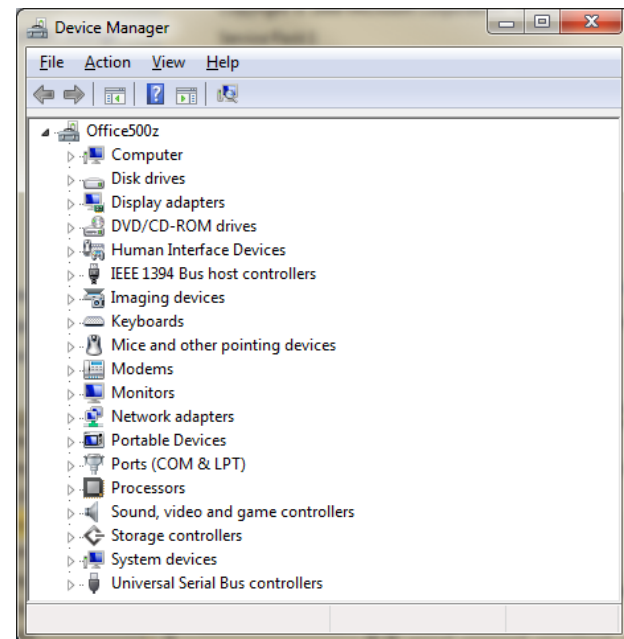 Device Manager
File Action View Help
Office500z
Computer
Disk drives
Display adapters
DVD/CD-ROM drives
Human Interface Devices
IEEE 1394 Bus host controllers
Imaging devices
Keyboards
Mice and other pointing devices
Modems
Monitors
Network adapters
Portable Devices
Ports (COM & LPT)
Processors
Sound, video and game controllers
Storage controllers
System devices
Universal Serial Bus controllers